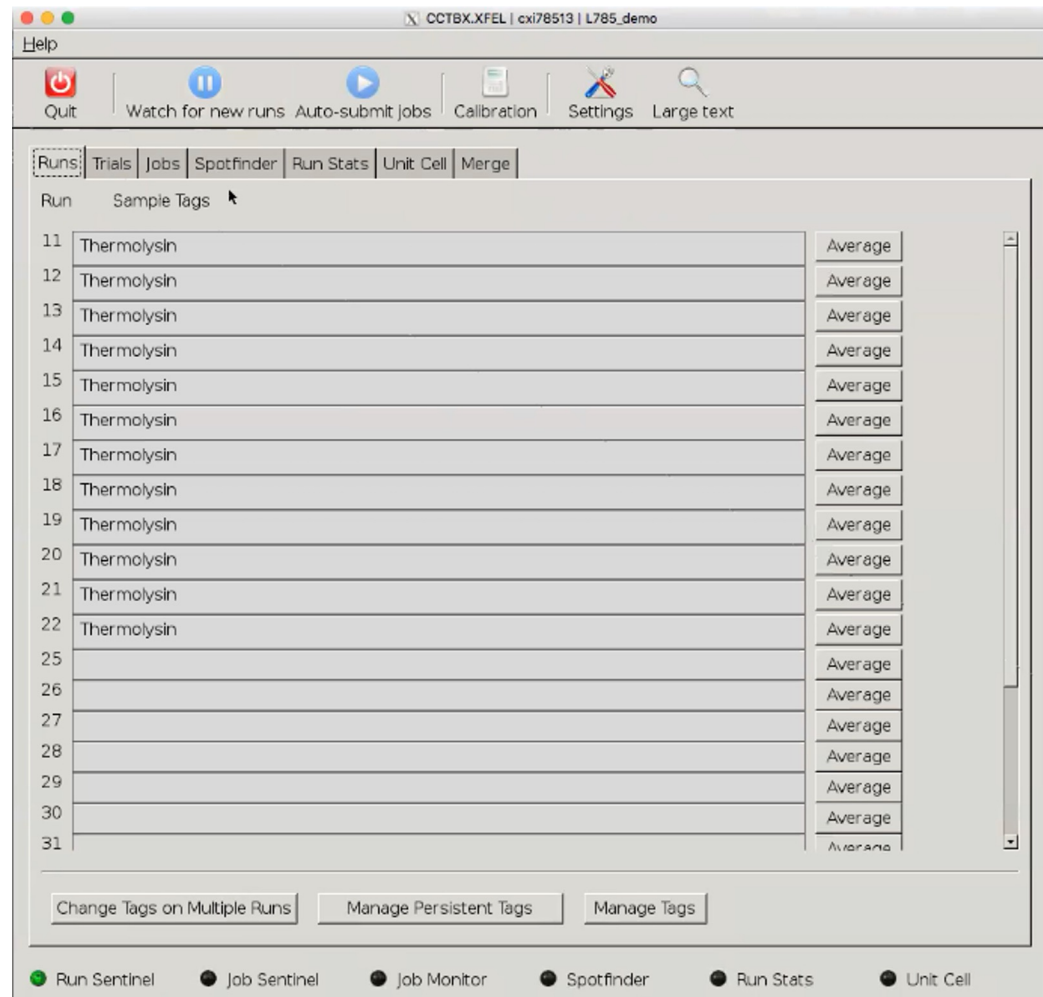 CCTBX.XFEL | cxi78513 | L785_demo
Help
Quit Watch for new runs Auto-submit jobs Calibration Settings Large text
Runs Trials Jobs Spotfinder Run Stats Unit Cell Merge
Run Sample Tags
11 Thermolysin Average
12 Thermolysin Average
13 Thermolysin Average
14 Thermolysin Average
15 Thermolysin Average
16 Thermolysin Average
17 Thermolysin Average
18 Thermolysin Average
19 Thermolysin Average
20 Thermolysin Average
21 Thermolysin Average
22 Thermolysin Average
25 Average
26 Average
27 Average
28 Average
29 Average
30 Average
31 Average
Change Tags on Multiple Runs Manage Persistent Tags Manage Tags
Run Sentinel Job Sentinel Job Monitor Spotfinder Run Stats Unit Cell